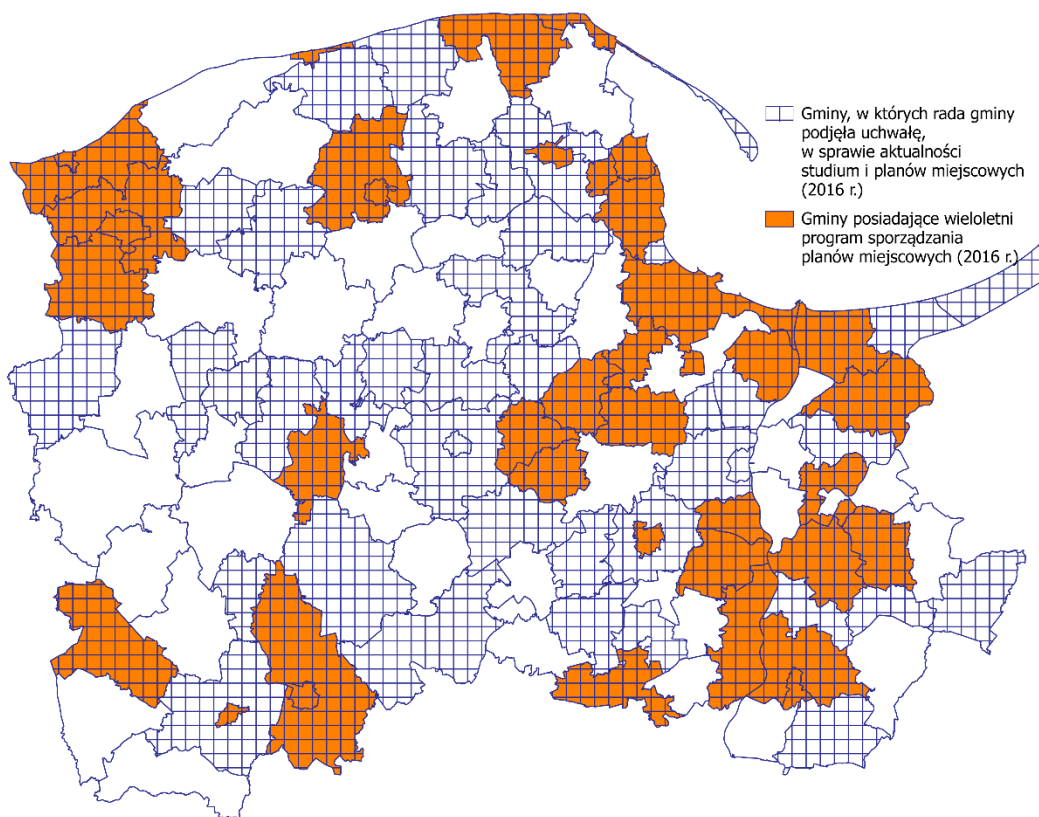 Gminy, w których rada gminy
podjęła uchwałę,
w sprawie aktualności
studium i planów miejscowych
(2016 r.)
Gminy posiadające wieloletni
program sporządzania
planów miejscowych (2016 r.)